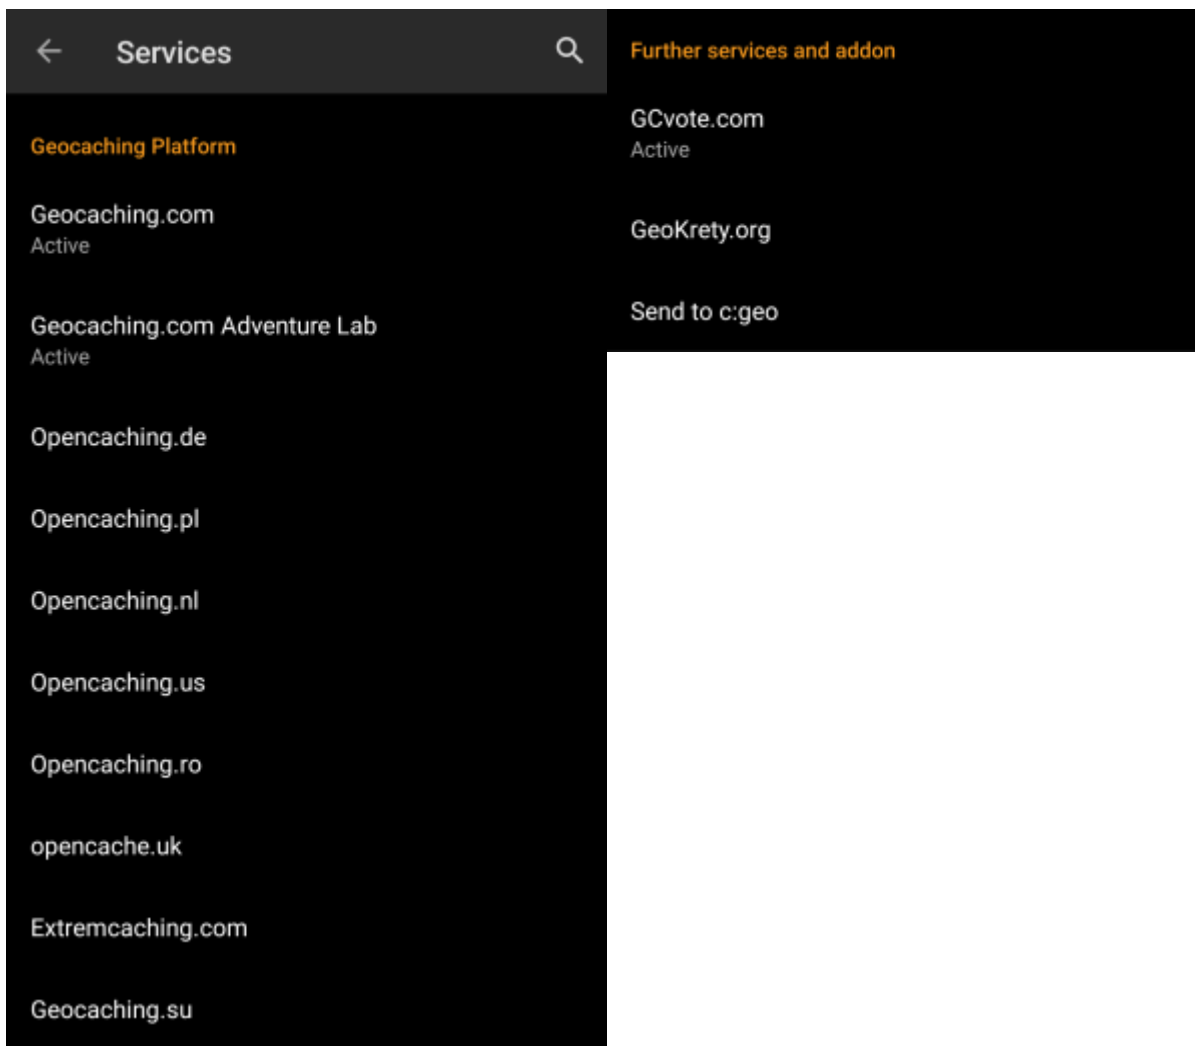 Services
Geocaching Platform
Geocaching.com
Active
Geocaching.com Adventure Lab
Active
Opencaching.de
Opencaching.pl
Opencaching.nl
Opencaching.us
Opencaching.ro
opencache.uk
Extremcaching.com
Geocaching.su
Further services and addon
GCvote.com
Active
GeoKrety.org
Send to c:geo